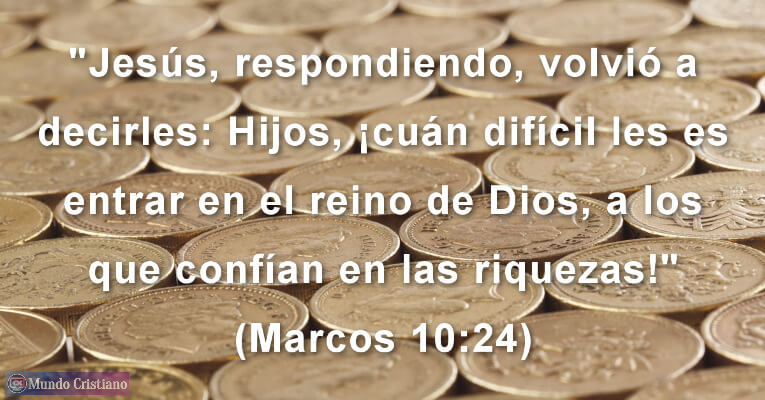 "Jesús, respondiendo, volvió a
decirles: Hijos, ¡cuán difícil les es
entrar en el reino de Dios, a los
que confían en las riquezas!"
(Marcos 10:24)
Mundo Cristiano